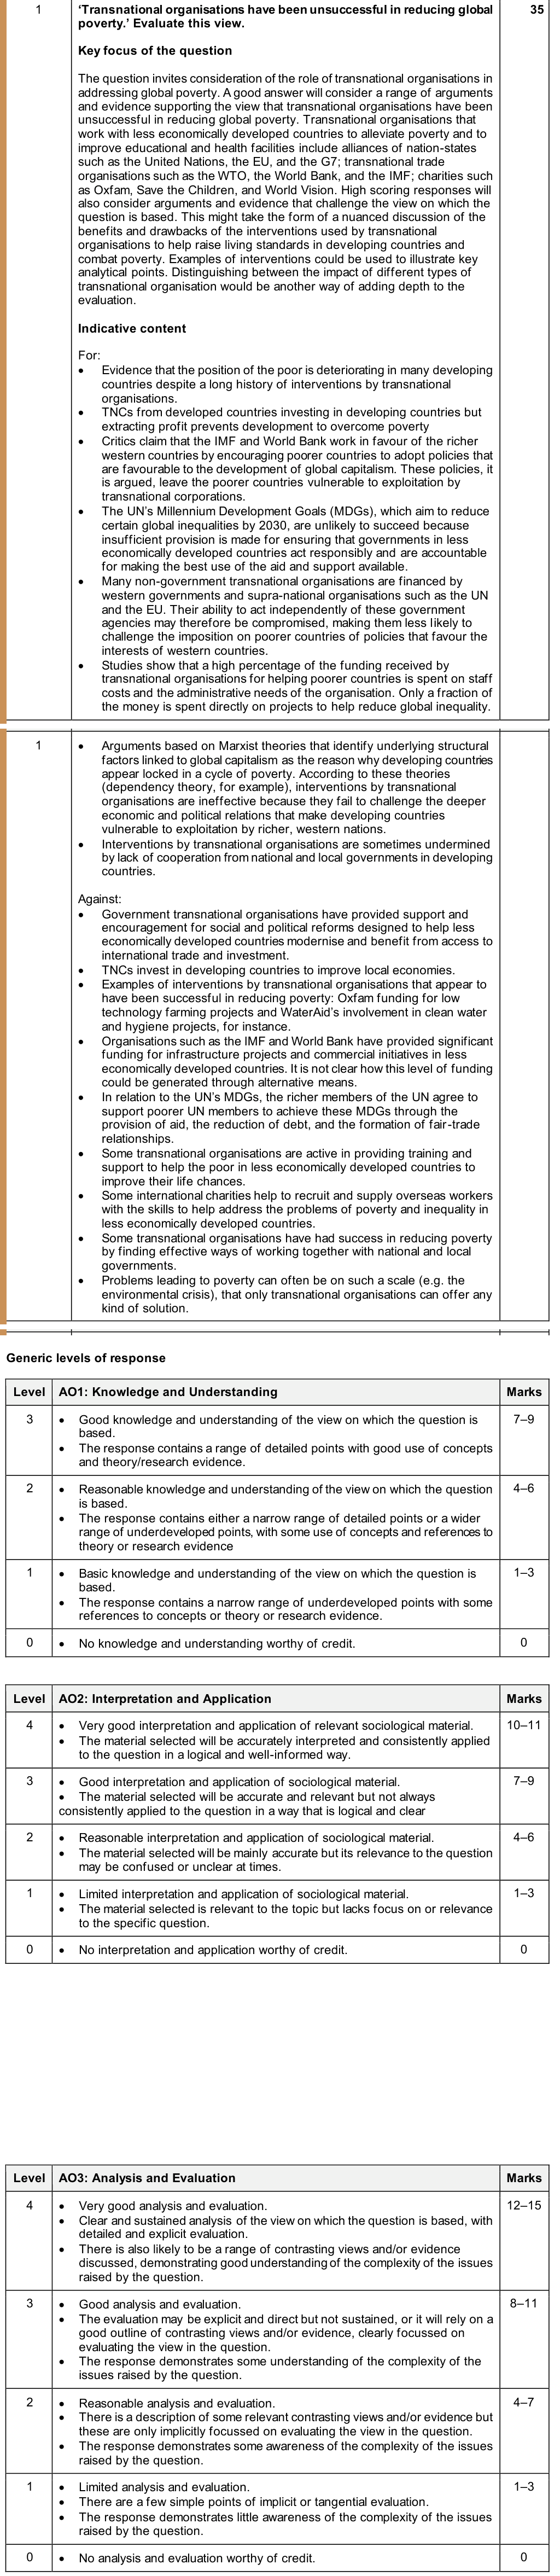 1
‘Transnational organisations have been unsuccessful in reducing global
poverty.’ Evaluate this view.
35
Key focus of the question
The question invites consideration of the role of transnational organisations in
addressing global poverty. A good answer will consider a range of arguments
and evidence supporting the view that transnational organisations have been
unsuccessful in reducing global poverty. Transnational organisations that
work with less economically developed countries to alleviate poverty and to
improve educational and health facilities include alliances of nation-states
such as the United Nations, the EU, and the G7; transnational trade
organisations such as the WTO, the World Bank, and the IMF; charities such
as Oxfam, Save the Children, and World Vision. High scoring responses will
also consider arguments and evidence that challenge the view on which the
question is based. This might take the form of a nuanced discussion of the
benefits and drawbacks of the interventions used by transnational
organisations to help raise living standards in developing countries and
combat poverty. Examples of interventions could be used to illustrate key
analytical points. Distinguishing between the impact of different types of
transnational organisation would be another way of adding depth to the
evaluation.
Indicative content
For:
• Evidence that the position of the poor is deteriorating in many developing
countries despite a long history of interventions by transnational
organisations.
• TNCs from developed countries investing in developing countries but
extracting profit prevents development to overcome poverty
• Critics claim that the IMF and World Bank work in favour of the richer
western countries by encouraging poorer countries to adopt policies that
are favourable to the development of global capitalism. These policies, it
is argued, leave the poorer countries vulnerable to exploitation by
transnational corporations.
• The UN’s Millennium Development Goals (MDGs), which aim to reduce
certain global inequalities by 2030, are unlikely to succeed because
insufficient provision is made for ensuring that governments in less
economically developed countries act responsibly and are accountable
for making the best use of the aid and support available.
• Many non-government transnational organisations are financed by
western governments and supra-national organisations such as the UN
and the EU. Their ability to act independently of these government
agencies may therefore be compromised, making them less likely to
challenge the imposition on poorer countries of policies that favour the
interests of western countries.
• Studies show that a high percentage of the funding received by
transnational organisations for helping poorer countries is spent on staff
costs and the administrative needs of the organisation. Only a fraction of
the money is spent directly on projects to help reduce global inequality.
1
• Arguments based on Marxist theories that identify underlying structural
factors linked to global capitalism as the reason why developing countries
appear locked in a cycle of poverty. According to these theories
(dependency theory, for example), interventions by transnational
organisations are ineffective because they fail to challenge the deeper
economic and political relations that make developing countries
vulnerable to exploitation by richer, western nations.
• Interventions by transnational organisations are sometimes undermined
by lack of cooperation from national and local governments in developing
countries.
Against:
• Government transnational organisations have provided support and
encouragement for social and political reforms designed to help less
economically developed countries modernise and benefit from access to
international trade and investment.
• TNCs invest in developing countries to improve local economies.
• Examples of interventions by transnational organisations that appear to
have been successful in reducing poverty: Oxfam funding for low
technology farming projects and WaterAid’s involvement in clean water
and hygiene projects, for instance.
• Organisations such as the IMF and World Bank have provided significant
funding for infrastructure projects and commercial initiatives in less
economically developed countries. It is not clear how this level of funding
could be generated through alternative means.
• In relation to the UN’s MDGs, the richer members of the UN agree to
support poorer UN members to achieve these MDGs through the
provision of aid, the reduction of debt, and the formation of fair-trade
relationships.
• Some transnational organisations are active in providing training and
support to help the poor in less economically developed countries to
improve their life chances.
• Some international charities help to recruit and supply overseas workers
with the skills to help address the problems of poverty and inequality in
less economically developed countries.
• Some transnational organisations have had success in reducing poverty
by finding effective ways of working together with national and local
governments.
• Problems leading to poverty can often be on such a scale (e.g. the
environmental crisis), that only transnational organisations can offer any
kind of solution.
Generic levels of response
Level AO1: Knowledge and Understanding Marks
3 • Good knowledge and understanding of the view on which the question is 7–9
based.
• The response contains a range of detailed points with good use of concepts
and theory/research evidence.
2 • Reasonable knowledge and understanding of the view on which the question 4–6
is based.
• The response contains either a narrow range of detailed points or a wider
range of underdeveloped points, with some use of concepts and references to
theory or research evidence
1 • Basic knowledge and understanding of the view on which the question is 1–3
based.
• The response contains a narrow range of underdeveloped points with some
references to concepts or theory or research evidence.
0 • No knowledge and understanding worthy of credit. 0
Level AO2: Interpretation and Application Marks
4 • Very good interpretation and application of relevant sociological material. 10–11
• The material selected will be accurately interpreted and consistently applied
to the question in a logical and well-informed way.
3 • Good interpretation and application of sociological material. 7–9
• The material selected will be accurate and relevant but not always
consistently applied to the question in a way that is logical and clear
2 • Reasonable interpretation and application of sociological material. 4–6
• The material selected will be mainly accurate but its relevance to the question
may be confused or unclear at times.
1 • Limited interpretation and application of sociological material. 1–3
• The material selected is relevant to the topic but lacks focus on or relevance
to the specific question.
0 • No interpretation and application worthy of credit. 0
Level AO3: Analysis and Evaluation Marks
4 • Very good analysis and evaluation. 12–15
• Clear and sustained analysis of the view on which the question is based, with
detailed and explicit evaluation.
• There is also likely to be a range of contrasting views and/or evidence
discussed, demonstrating good understanding of the complexity of the issues
raised by the question.
3 • Good analysis and evaluation. 8–11
• The evaluation may be explicit and direct but not sustained, or it will rely on a
good outline of contrasting views and/or evidence, clearly focussed on
evaluating the view in the question.
• The response demonstrates some understanding of the complexity of the
issues raised by the question.
2 • Reasonable analysis and evaluation. 4–7
• There is a description of some relevant contrasting views and/or evidence but
these are only implicitly focussed on evaluating the view in the question.
• The response demonstrates some awareness of the complexity of the issues
raised by the question.
1 • Limited analysis and evaluation. 1–3
• There are a few simple points of implicit or tangential evaluation.
• The response demonstrates little awareness of the complexity of the issues
raised by the question.
0 • No analysis and evaluation worthy of credit. 0